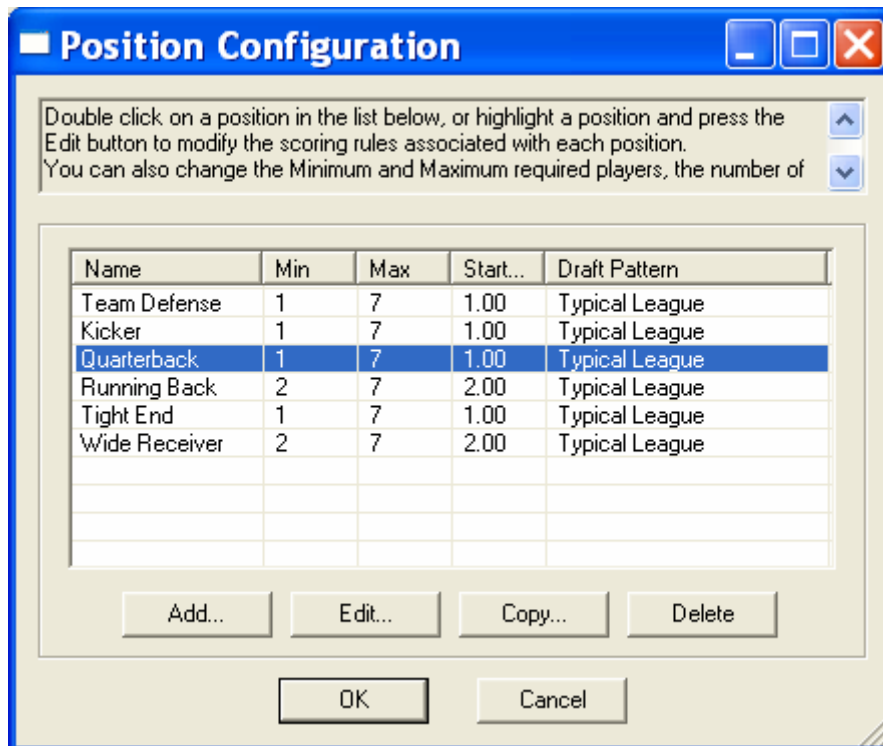 Position Configuration
Double click on a position in the list below, or highlight a position and press the
Edit button to modify the scoring rules associated with each position.
You can also change the Minimum and Maximum required players, the number of
Name Min Max Start... Draft Pattern
Team Defense 1 7 1.00 Typical League
Kicker 1 7 1.00 Typical League
Quarterback 1 7 1.00 Typical League
Running Back 2 7 2.00 Typical League
Tight End 1 7 1.00 Typical League
Wide Receiver 2 7 2.00 Typical League
Add... Edit... Copy... Delete
OK Cancel